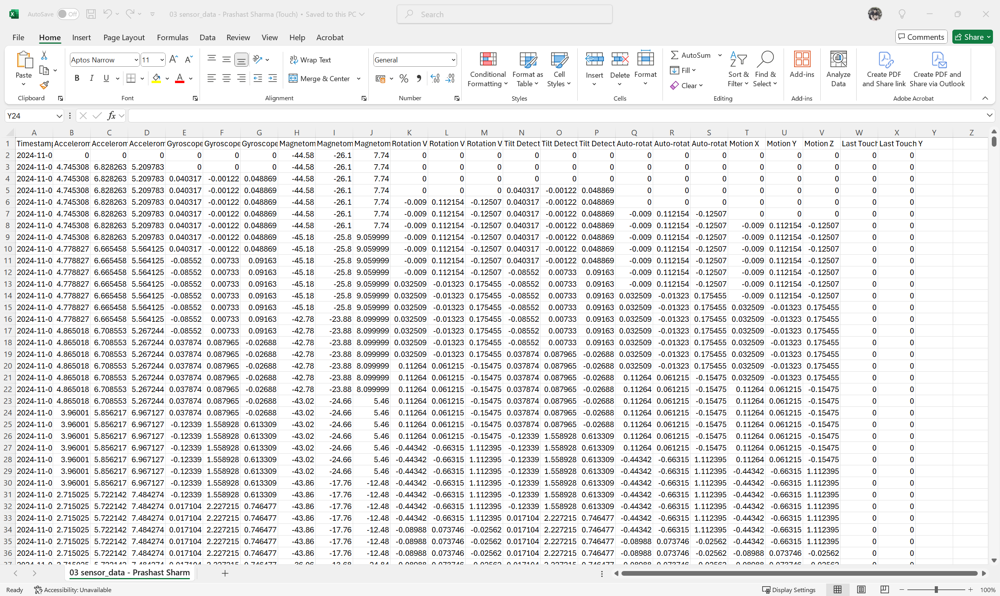 AutoSave Off 03 sensor_data - Prashast Sharma (Touch) • Saved to this PC Search
File Home Insert Page Layout Formulas Data Review View Help Acrobat Comments Share
Aptos Narrow 11 Wrap Text General AutoSum
Paste B I U A Merge & Center Conditional Formatting Format as Table Cell Styles Insert Delete Format Fill Clear Sort & Filter Find & Select Add-ins Analyze Data Create PDF and Share link Create PDF and Share via Outlook
Clipboard Font Alignment Number Styles Cells Editing Add-ins Adobe Acrobat
Y24 fx
A B C D E F G H I J K L M N O P Q R S T U V W X Y Z
1 Timestamp Accelerom Accelerom Accelerom Gyroscope Gyroscope Gyroscope Magnetom Magnetom Magnetom Rotation V Rotation V Rotation V Tilt Detect Tilt Detect Tilt Detect Auto-rotat Auto-rotat Auto-rotat Motion X Motion Y Motion Z Last Touch Last Touch Y
2 2024-11-0 0 0 0 0 0 0 -44.58 -26.1 7.74 0 0 0 0 0 0 0 0 0 0 0 0 0 0
3 2024-11-0 4.745308 6.828263 5.209783 0 0 0 -44.58 -26.1 7.74 0 0 0 0 0 0 0 0 0 0 0 0 0 0
4 2024-11-0 4.745308 6.828263 5.209783 0.040317 -0.00122 0.048869 -44.58 -26.1 7.74 0 0 0 0 0 0 0 0 0 0 0 0 0 0
5 2024-11-0 4.745308 6.828263 5.209783 0.040317 -0.00122 0.048869 -44.58 -26.1 7.74 0 0 0 0.040317 -0.00122 0.048869 0 0 0 0 0 0 0 0
6 2024-11-0 4.745308 6.828263 5.209783 0.040317 -0.00122 0.048869 -44.58 -26.1 7.74 -0.009 0.112154 -0.12507 0.040317 -0.00122 0.048869 0 0 0 0 0 0 0 0
7 2024-11-0 4.745308 6.828263 5.209783 0.040317 -0.00122 0.048869 -44.58 -26.1 7.74 -0.009 0.112154 -0.12507 0.040317 -0.00122 0.048869 -0.009 0.112154 -0.12507 0 0 0 0 0
8 2024-11-0 4.745308 6.828263 5.209783 0.040317 -0.00122 0.048869 -44.58 -26.1 7.74 -0.009 0.112154 -0.12507 0.040317 -0.00122 0.048869 -0.009 0.112154 -0.12507 -0.009 0.112154 -0.12507 0 0
9 2024-11-0 4.745308 6.828263 5.209783 0.040317 -0.00122 0.048869 -45.18 -25.8 9.059999 -0.009 0.112154 -0.12507 0.040317 -0.00122 0.048869 -0.009 0.112154 -0.12507 -0.009 0.112154 -0.12507 0 0
10 2024-11-0 4.778827 6.665458 5.564125 0.040317 -0.00122 0.048869 -45.18 -25.8 9.059999 -0.009 0.112154 -0.12507 0.040317 -0.00122 0.048869 -0.009 0.112154 -0.12507 -0.009 0.112154 -0.12507 0 0
11 2024-11-0 4.778827 6.665458 5.564125 -0.08552 0.00733 0.09163 -45.18 -25.8 9.059999 -0.009 0.112154 -0.12507 0.040317 -0.00122 0.048869 -0.009 0.112154 -0.12507 -0.009 0.112154 -0.12507 0 0
12 2024-11-0 4.778827 6.665458 5.564125 -0.08552 0.00733 0.09163 -45.18 -25.8 9.059999 -0.009 0.112154 -0.12507 -0.08552 0.00733 0.09163 -0.009 0.112154 -0.12507 -0.009 0.112154 -0.12507 0 0
13 2024-11-0 4.778827 6.665458 5.564125 -0.08552 0.00733 0.09163 -45.18 -25.8 9.059999 0.032509 -0.01323 0.175455 -0.08552 0.00733 0.09163 -0.009 0.112154 -0.12507 -0.009 0.112154 -0.12507 0 0
14 2024-11-0 4.778827 6.665458 5.564125 -0.08552 0.00733 0.09163 -45.18 -25.8 9.059999 0.032509 -0.01323 0.175455 -0.08552 0.00733 0.09163 0.032509 -0.01323 0.175455 -0.009 0.112154 -0.12507 0 0
15 2024-11-0 4.778827 6.665458 5.564125 -0.08552 0.00733 0.09163 -45.18 -25.8 9.059999 0.032509 -0.01323 0.175455 -0.08552 0.00733 0.09163 0.032509 -0.01323 0.175455 0.032509 -0.01323 0.175455 0 0
16 2024-11-0 4.778827 6.665458 5.564125 -0.08552 0.00733 0.09163 -42.78 -23.88 8.099999 0.032509 -0.01323 0.175455 -0.08552 0.00733 0.09163 0.032509 -0.01323 0.175455 0.032509 -0.01323 0.175455 0 0
17 2024-11-0 4.865018 6.708553 5.267244 -0.08552 0.00733 0.09163 -42.78 -23.88 8.099999 0.032509 -0.01323 0.175455 -0.08552 0.00733 0.09163 0.032509 -0.01323 0.175455 0.032509 -0.01323 0.175455 0 0
18 2024-11-0 4.865018 6.708553 5.267244 0.037874 0.087965 -0.02688 -42.78 -23.88 8.099999 0.032509 -0.01323 0.175455 -0.08552 0.00733 0.09163 0.032509 -0.01323 0.175455 0.032509 -0.01323 0.175455 0 0
19 2024-11-0 4.865018 6.708553 5.267244 0.037874 0.087965 -0.02688 -42.78 -23.88 8.099999 0.032509 -0.01323 0.175455 0.037874 0.087965 -0.02688 0.032509 -0.01323 0.175455 0.032509 -0.01323 0.175455 0 0
20 2024-11-0 4.865018 6.708553 5.267244 0.037874 0.087965 -0.02688 -42.78 -23.88 8.099999 0.11264 0.061215 -0.15475 0.037874 0.087965 -0.02688 0.032509 -0.01323 0.175455 0.032509 -0.01323 0.175455 0 0
21 2024-11-0 4.865018 6.708553 5.267244 0.037874 0.087965 -0.02688 -42.78 -23.88 8.099999 0.11264 0.061215 -0.15475 0.037874 0.087965 -0.02688 0.11264 0.061215 -0.15475 0.032509 -0.01323 0.175455 0 0
22 2024-11-0 4.865018 6.708553 5.267244 0.037874 0.087965 -0.02688 -42.78 -23.88 8.099999 0.11264 0.061215 -0.15475 0.037874 0.087965 -0.02688 0.11264 0.061215 -0.15475 0.11264 0.061215 -0.15475 0 0
23 2024-11-0 4.865018 6.708553 5.267244 0.037874 0.087965 -0.02688 -43.02 -24.66 5.46 0.11264 0.061215 -0.15475 0.037874 0.087965 -0.02688 0.11264 0.061215 -0.15475 0.11264 0.061215 -0.15475 0 0
24 2024-11-0 3.96001 5.856217 6.967127 0.037874 0.087965 -0.02688 -43.02 -24.66 5.46 0.11264 0.061215 -0.15475 0.037874 0.087965 -0.02688 0.11264 0.061215 -0.15475 0.11264 0.061215 -0.15475 0 0
25 2024-11-0 3.96001 5.856217 6.967127 -0.12339 1.558928 0.613309 -43.02 -24.66 5.46 0.11264 0.061215 -0.15475 0.037874 0.087965 -0.02688 0.11264 0.061215 -0.15475 0.11264 0.061215 -0.15475 0 0
26 2024-11-0 3.96001 5.856217 6.967127 -0.12339 1.558928 0.613309 -43.02 -24.66 5.46 0.11264 0.061215 -0.15475 -0.12339 1.558928 0.613309 0.11264 0.061215 -0.15475 0.11264 0.061215 -0.15475 0 0
27 2024-11-0 3.96001 5.856217 6.967127 -0.12339 1.558928 0.613309 -43.02 -24.66 5.46 -0.44342 -0.66315 1.112395 -0.12339 1.558928 0.613309 0.11264 0.061215 -0.15475 0.11264 0.061215 -0.15475 0 0
28 2024-11-0 3.96001 5.856217 6.967127 -0.12339 1.558928 0.613309 -43.02 -24.66 5.46 -0.44342 -0.66315 1.112395 -0.12339 1.558928 0.613309 -0.44342 -0.66315 1.112395 0.11264 0.061215 -0.15475 0 0
29 2024-11-0 3.96001 5.856217 6.967127 -0.12339 1.558928 0.613309 -43.02 -24.66 5.46 -0.44342 -0.66315 1.112395 -0.12339 1.558928 0.613309 -0.44342 -0.66315 1.112395 -0.44342 -0.66315 1.112395 0 0
30 2024-11-0 3.96001 5.856217 6.967127 -0.12339 1.558928 0.613309 -43.86 -17.76 -12.48 -0.44342 -0.66315 1.112395 -0.12339 1.558928 0.613309 -0.44342 -0.66315 1.112395 -0.44342 -0.66315 1.112395 0 0
31 2024-11-0 2.715025 5.722142 7.484274 -0.12339 1.558928 0.613309 -43.86 -17.76 -12.48 -0.44342 -0.66315 1.112395 -0.12339 1.558928 0.613309 -0.44342 -0.66315 1.112395 -0.44342 -0.66315 1.112395 0 0
32 2024-11-0 2.715025 5.722142 7.484274 0.017104 2.227215 0.746477 -43.86 -17.76 -12.48 -0.44342 -0.66315 1.112395 -0.12339 1.558928 0.613309 -0.44342 -0.66315 1.112395 -0.44342 -0.66315 1.112395 0 0
33 2024-11-0 2.715025 5.722142 7.484274 0.017104 2.227215 0.746477 -43.86 -17.76 -12.48 -0.44342 -0.66315 1.112395 0.017104 2.227215 0.746477 -0.44342 -0.66315 1.112395 -0.44342 -0.66315 1.112395 0 0
34 2024-11-0 2.715025 5.722142 7.484274 0.017104 2.227215 0.746477 -43.86 -17.76 -12.48 -0.08988 0.073746 -0.02562 0.017104 2.227215 0.746477 -0.44342 -0.66315 1.112395 -0.44342 -0.66315 1.112395 0 0
35 2024-11-0 2.715025 5.722142 7.484274 0.017104 2.227215 0.746477 -43.86 -17.76 -12.48 -0.08988 0.073746 -0.02562 0.017104 2.227215 0.746477 -0.08988 0.073746 -0.02562 -0.44342 -0.66315 1.112395 0 0
36 2024-11-0 2.715025 5.722142 7.484274 0.017104 2.227215 0.746477 -43.86 -17.76 -12.48 -0.08988 0.073746 -0.02562 0.017104 2.227215 0.746477 -0.08988 0.073746 -0.02562 -0.08988 0.073746 -0.02562 0 0
03 sensor_data - Prashast Sharm
Ready Accessibility: Unavailable Display Settings 100%